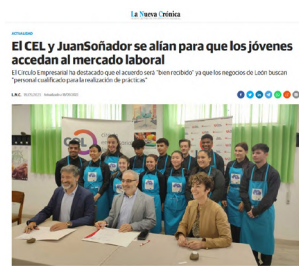 La Nueva Crónica
ACTUALIDAD
El CEL y JuanSoñador se alían para que los jóvenes
accedan al mercado laboral
El Círculo Empresarial ha destacado que el acuerdo será "bien recibido" ya que los negocios de León buscan
"personal cualificado para la realización de prácticas"
L.N.C.
CEL